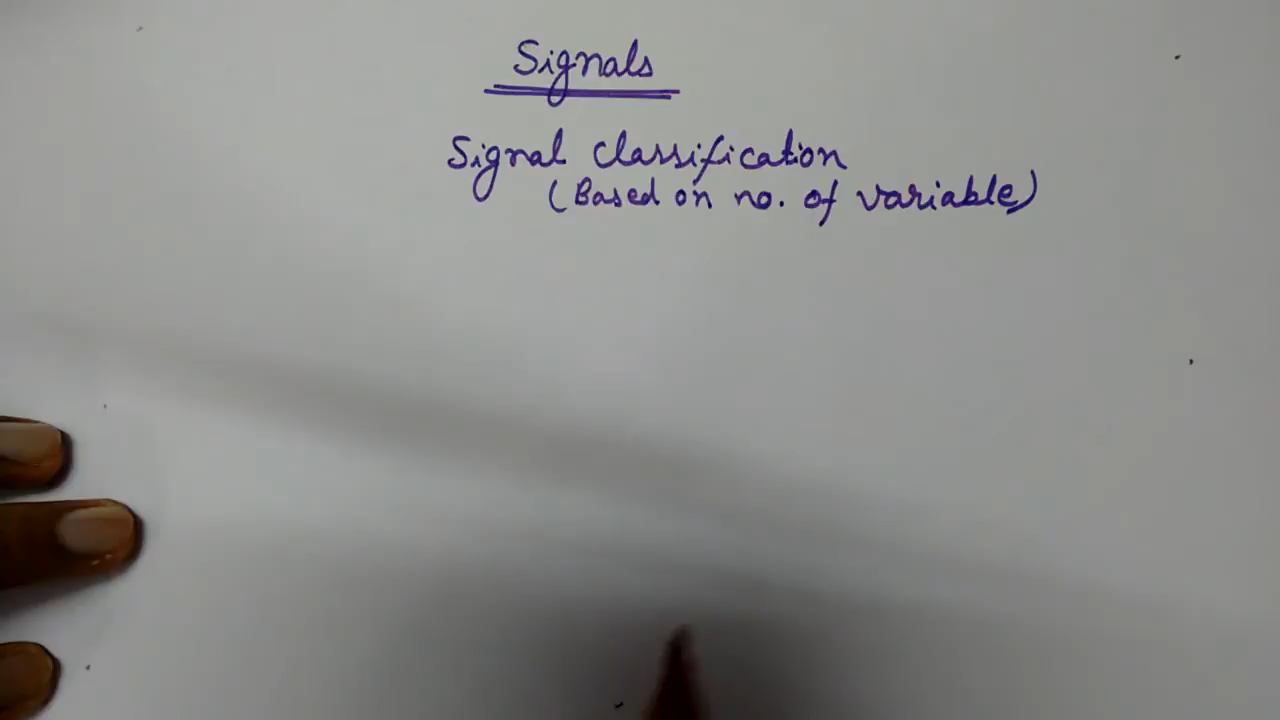 Signals
Signal classification
(Based on no. of variable)